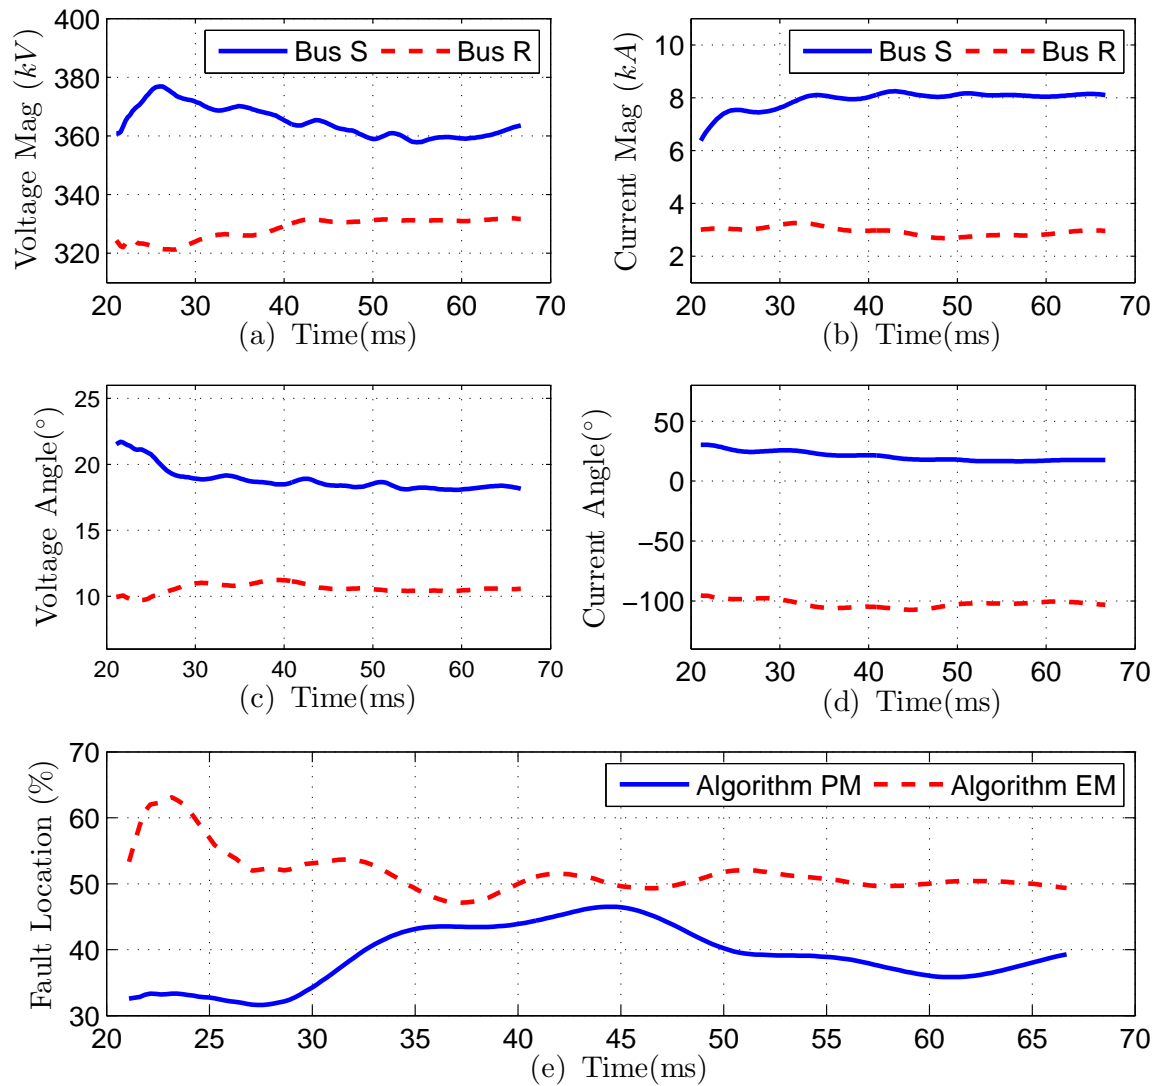 400
380
360
340
320
Voltage Mag (kV)
Bus S Bus R
20 30 40 50 60 70
(a) Time(ms)
10
8
6
4
2
Current Mag (kA)
Bus S Bus R
20 30 40 50 60 70
(b) Time(ms)
25
20
15
10
Voltage Angle(°)
20 30 40 50 60 70
(c) Time(ms)
50
0
−50
−100
Current Angle(°)
20 30 40 50 60 70
(d) Time(ms)
70
60
50
40
30
Fault Location (%)
Algorithm PM Algorithm EM
20 25 30 35 40 45 50 55 60 65 70
(e) Time(ms)